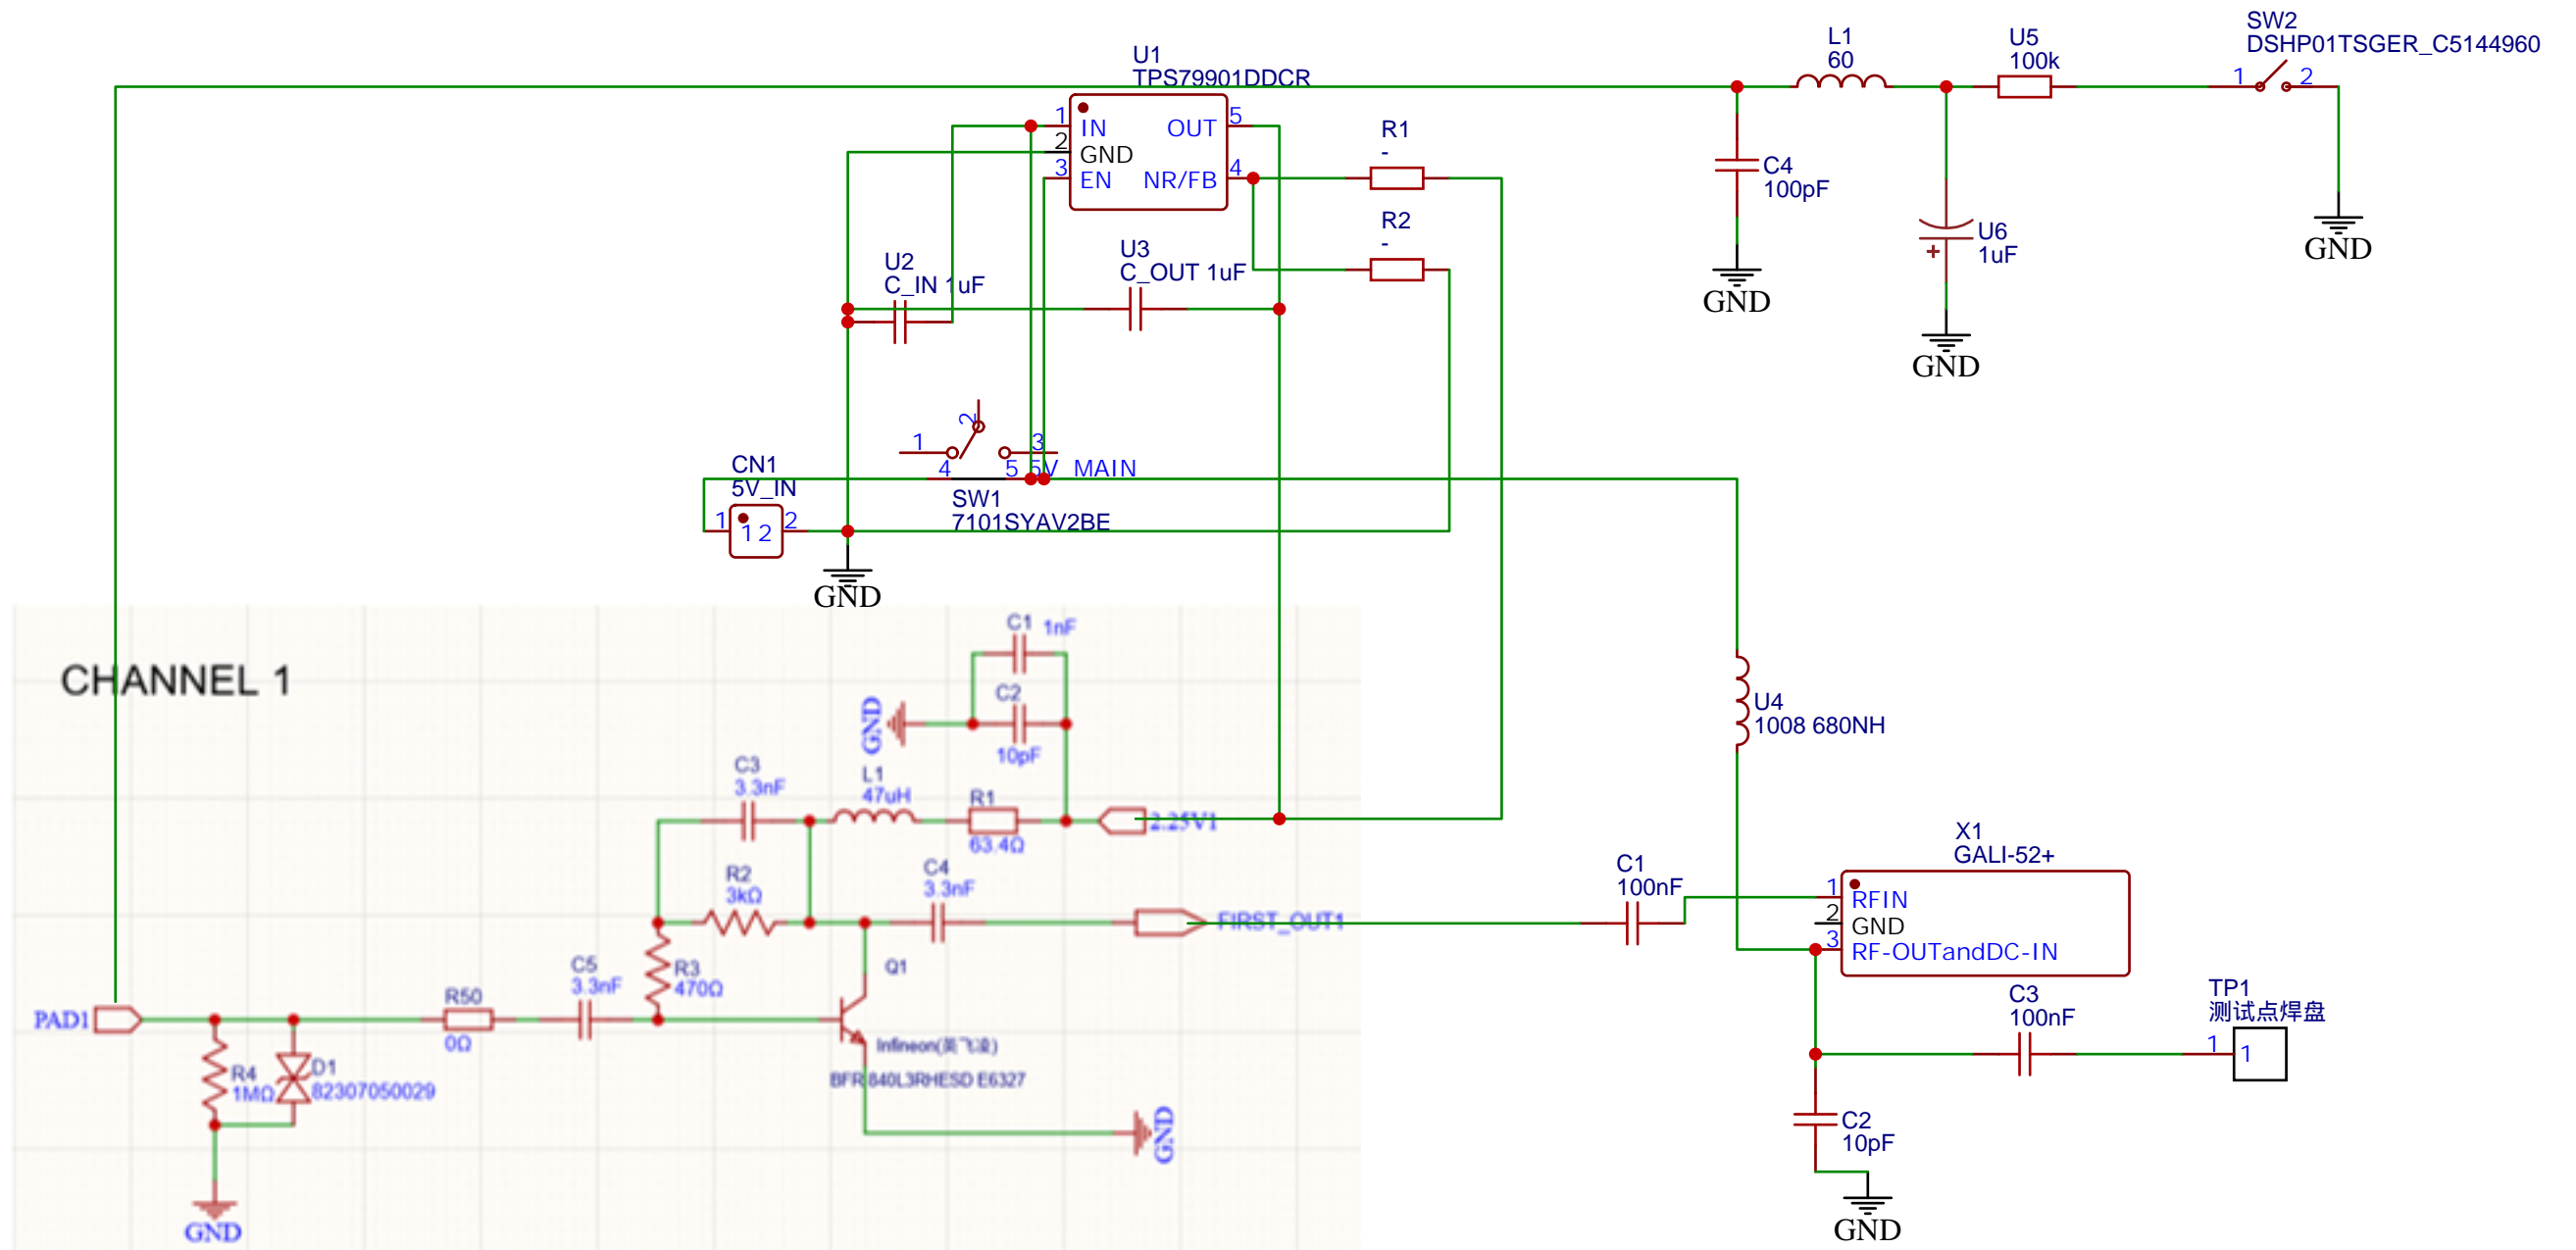 SW2
DSHP01TSGER_C5144960
1
2
GND
L1
60
U5
100k
C4
100pF
GND
U6
1uF
GND
U1
TPS79901DDCR
1
IN
2
GND
3
EN
OUT
5
NR/FB
4
R1
-
R2
-
U2
C_IN 1uF
U3
C_OUT 1uF
1
2
3
4
5
5V_MAIN
SW1
7101SYAV2BE
CN1
5V_IN
1
1 2
2
GND
CHANNEL 1
C1
1nF
C2
10pF
GND
C3
3.3nF
L1
47uH
R1
63.4Ω
2.25V1
R2
3kΩ
C4
3.3nF
FIRST_OUT1
Q1
R3
470Ω
C5
3.3nF
R50
0Ω
PAD1
R4
1MΩ
D1
82307050029
GND
Infineon(英飞凌)
BFR 840L3RHESD E6327
GND
U4
1008 680NH
X1
GALI-52+
C1
100nF
1
RFIN
2
GND
3
RF-OUTandDC-IN
C3
100nF
TP1
测试点焊盘
1
1
C2
10pF
GND